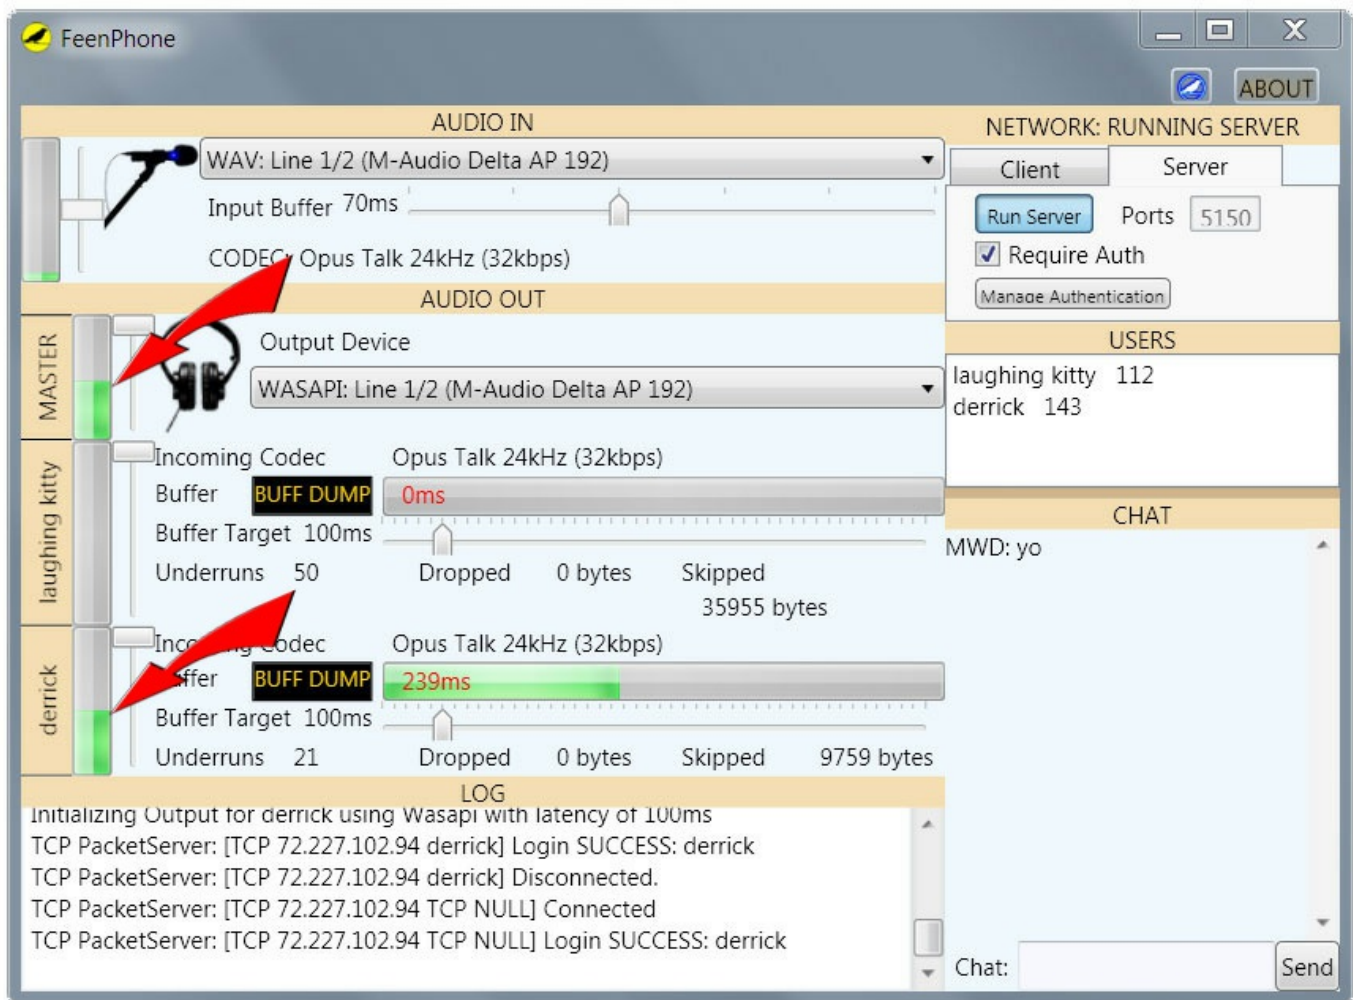 FeenPhone
ABOUT
AUDIO IN
WAV: Line 1/2 (M-Audio Delta AP 192)
Input Buffer 70ms
CODEC: Opus Talk 24kHz (32kbps)
AUDIO OUT
MASTER
Output Device
WASAPI: Line 1/2 (M-Audio Delta AP 192)
laughing kitty
Incoming Codec Opus Talk 24kHz (32kbps)
Buffer BUFF DUMP 0ms
Buffer Target 100ms
Underruns 50 Dropped 0 bytes Skipped
35955 bytes
derrick
Incoming Codec Opus Talk 24kHz (32kbps)
Buffer BUFF DUMP 239ms
Buffer Target 100ms
Underruns 21 Dropped 0 bytes Skipped 9759 bytes
LOG
Initializing Output for derrick using Wasapi with latency of 100ms
TCP PacketServer: [TCP 72.227.102.94 derrick] Login SUCCESS: derrick
TCP PacketServer: [TCP 72.227.102.94 derrick] Disconnected.
TCP PacketServer: [TCP 72.227.102.94 TCP NULL] Connected
TCP PacketServer: [TCP 72.227.102.94 TCP NULL] Login SUCCESS: derrick
NETWORK: RUNNING SERVER
Client Server
Run Server Ports 5150
Require Auth
Manage Authentication
USERS
laughing kitty 112
derrick 143
CHAT
MWD: yo
Chat: Send